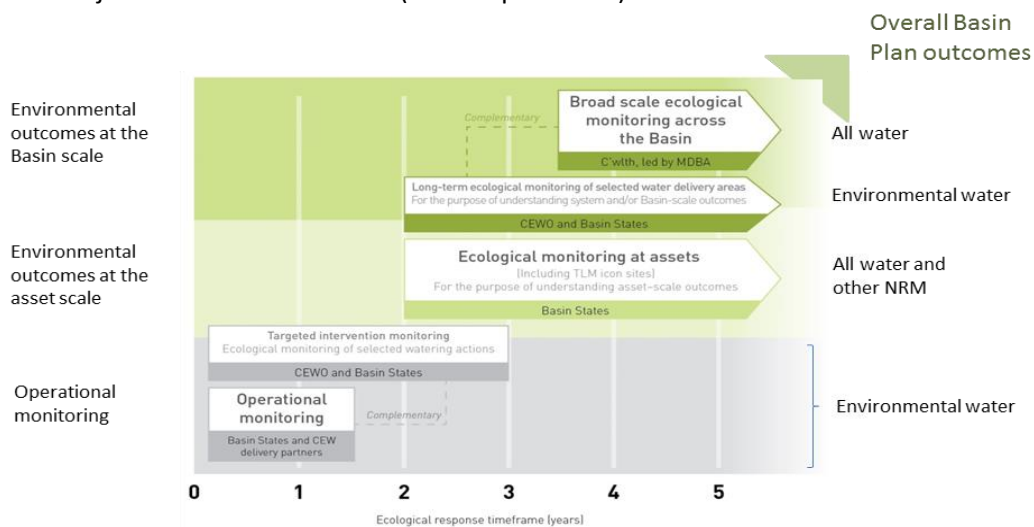 Overall Basin
Plan outcomes
Environmental
outcomes at the
Basin scale
Broad scale ecological
monitoring across
the Basin
C'wlth, led by MDBA
Complementary
All water
Long-term ecological monitoring of selected water delivery areas
For the purpose of understanding system and/or Basin-scale outcomes
CEWO and Basin States
Environmental water
Environmental
outcomes at the
asset scale
Ecological monitoring at assets
(Including TLM icon sites)
For the purpose of understanding asset-scale outcomes
Basin States
All water and
other NRM
Targeted intervention monitoring
Ecological monitoring of selected watering actions
CEWO and Basin States
Operational
monitoring
Operational
monitoring
Basin States and CEW
delivery partners
Complementary
Environmental water
0 1 2 3 4 5
Ecological response timeframe (years)